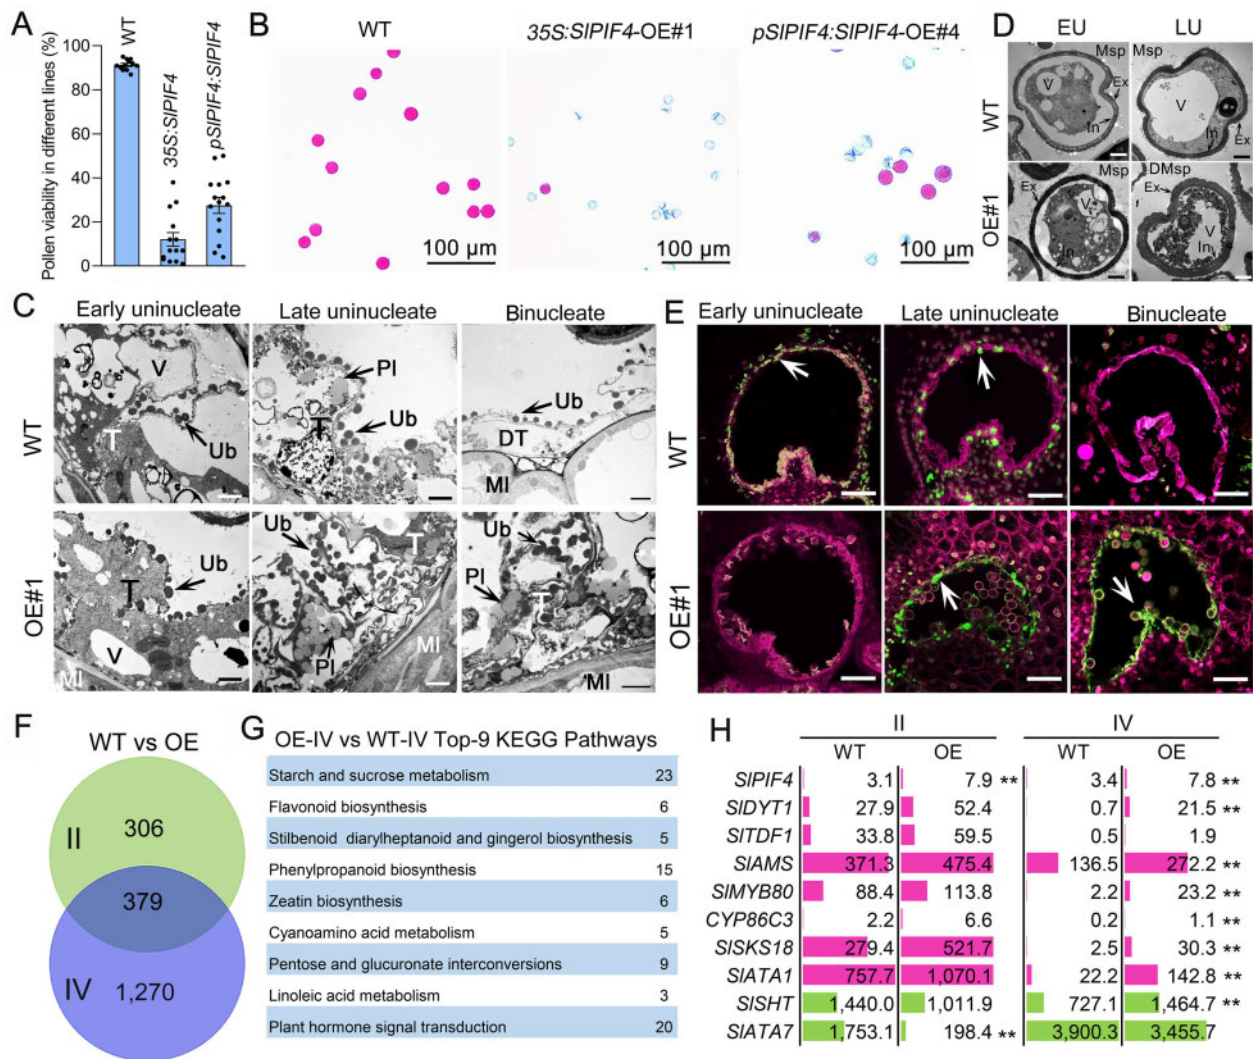 A
Pollen viability in different lines (%)
100
80
60
40
20
0
WT
35S:SlPIF4
pSlPIF4:SlPIF4
B
WT
35S:SlPIF4-OE#1
pSlPIF4:SlPIF4-OE#4
100 µm
100 µm
100 µm
D
EU
LU
WT
OE#1
Msp
V
Ex
In
Msp
V
In
Ex
Ex
Msp
V
In
DMsp
Ex
V
In
C
Early uninucleate
Late uninucleate
Binucleate
WT
OE#1
V
T
Ub
Pl
T
Ub
Ub
DT
MI
Ub
T
V
MI
Ub
T
Pl
MI
Ub
Pl
T
MI
E
Early uninucleate
Late uninucleate
Binucleate
WT
OE#1
F
WT vs OE
II
306
379
IV
1,270
G
OE-IV vs WT-IV Top-9 KEGG Pathways
Starch and sucrose metabolism 23
Flavonoid biosynthesis 6
Stilbenoid diarylheptanoid and gingerol biosynthesis 5
Phenylpropanoid biosynthesis 15
Zeatin biosynthesis 6
Cyanoamino acid metabolism 5
Pentose and glucuronate interconversions 9
Linoleic acid metabolism 3
Plant hormone signal transduction 20
H
II IV
WT OE WT OE
SlPIF4 3.1 7.9 ** 3.4 7.8 **
SlDYT1 27.9 52.4 0.7 21.5 **
SlTDF1 33.8 59.5 0.5 1.9
SlAMS 371.3 475.4 136.5 272.2 **
SlMYB80 88.4 113.8 2.2 23.2 **
CYP86C3 2.2 6.6 0.2 1.1 **
SlSKS18 279.4 521.7 2.5 30.3 **
SlATA1 757.7 1,070.1 22.2 142.8 **
SlSHT 1,440.0 1,011.9 727.1 1,464.7 **
SlATA7 1,753.1 198.4 ** 3,900.3 3,455.7